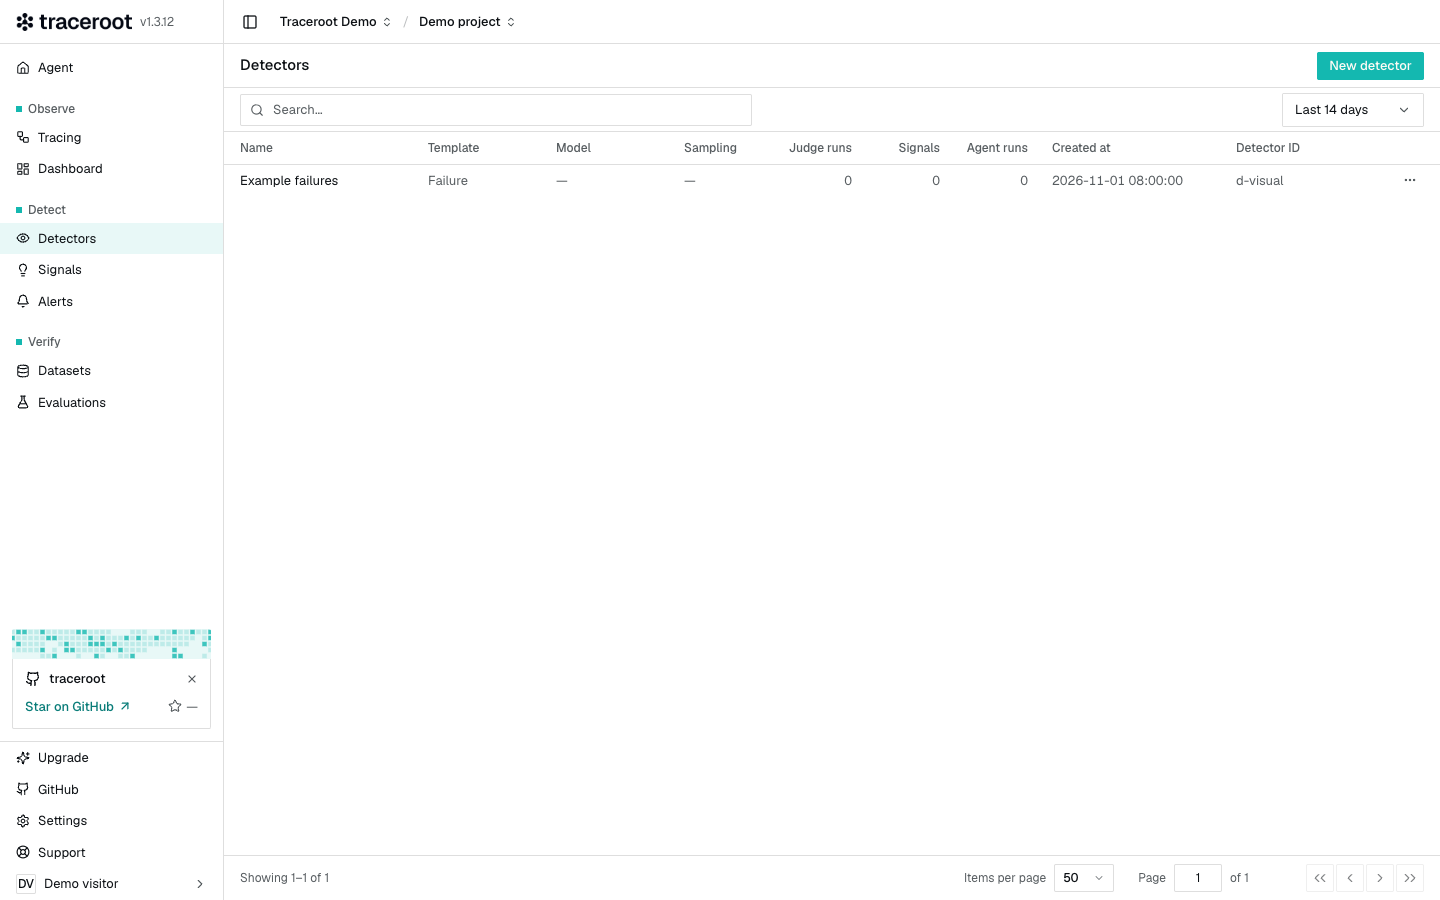 traceroot v1.3.12
Traceroot Demo / Demo project
Agent
Observe
Tracing
Dashboard
Detect
Detectors
Signals
Alerts
Verify
Datasets
Evaluations
traceroot
Star on GitHub —
Upgrade
GitHub
Settings
Support
DV Demo visitor
Detectors
New detector
Search...
Last 14 days
Name Template Model Sampling Judge runs Signals Agent runs Created at Detector ID
Example failures Failure — — 0 0 0 2026-11-01 08:00:00 d-visual ...
Showing 1–1 of 1
Items per page 50 Page 1 of 1